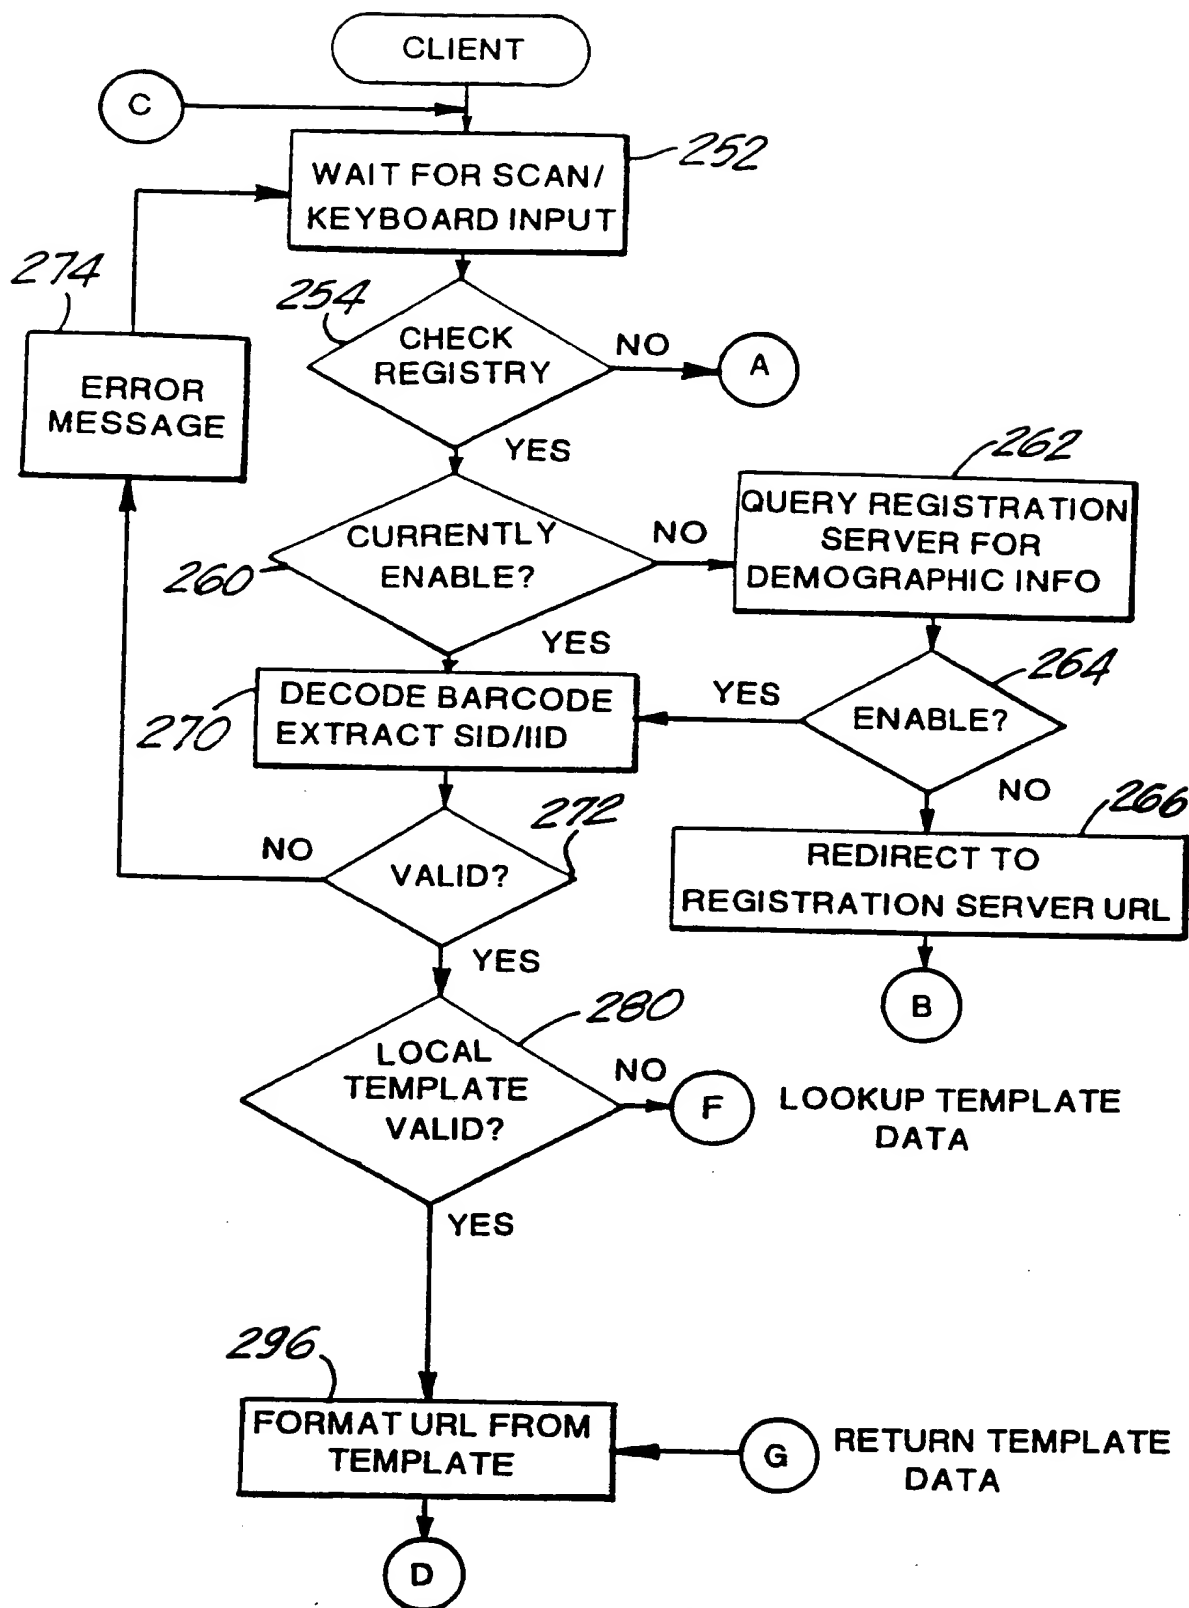 CLIENT
C
252
WAIT FOR SCAN/
KEYBOARD INPUT
274
254
CHECK
REGISTRY
NO
A
ERROR
MESSAGE
YES
262
QUERY REGISTRATION
SERVER FOR
DEMOGRAPHIC INFO
CURRENTLY
ENABLE?
NO
260
YES
264
DECODE BARCODE
EXTRACT SID/IID
270
YES
ENABLE?
NO
272
266
NO
VALID?
REDIRECT TO
REGISTRATION SERVER URL
YES
B
280
LOCAL
TEMPLATE
VALID?
NO
F
LOOKUP TEMPLATE
DATA
YES
296
FORMAT URL FROM
TEMPLATE
G
RETURN TEMPLATE
DATA
D